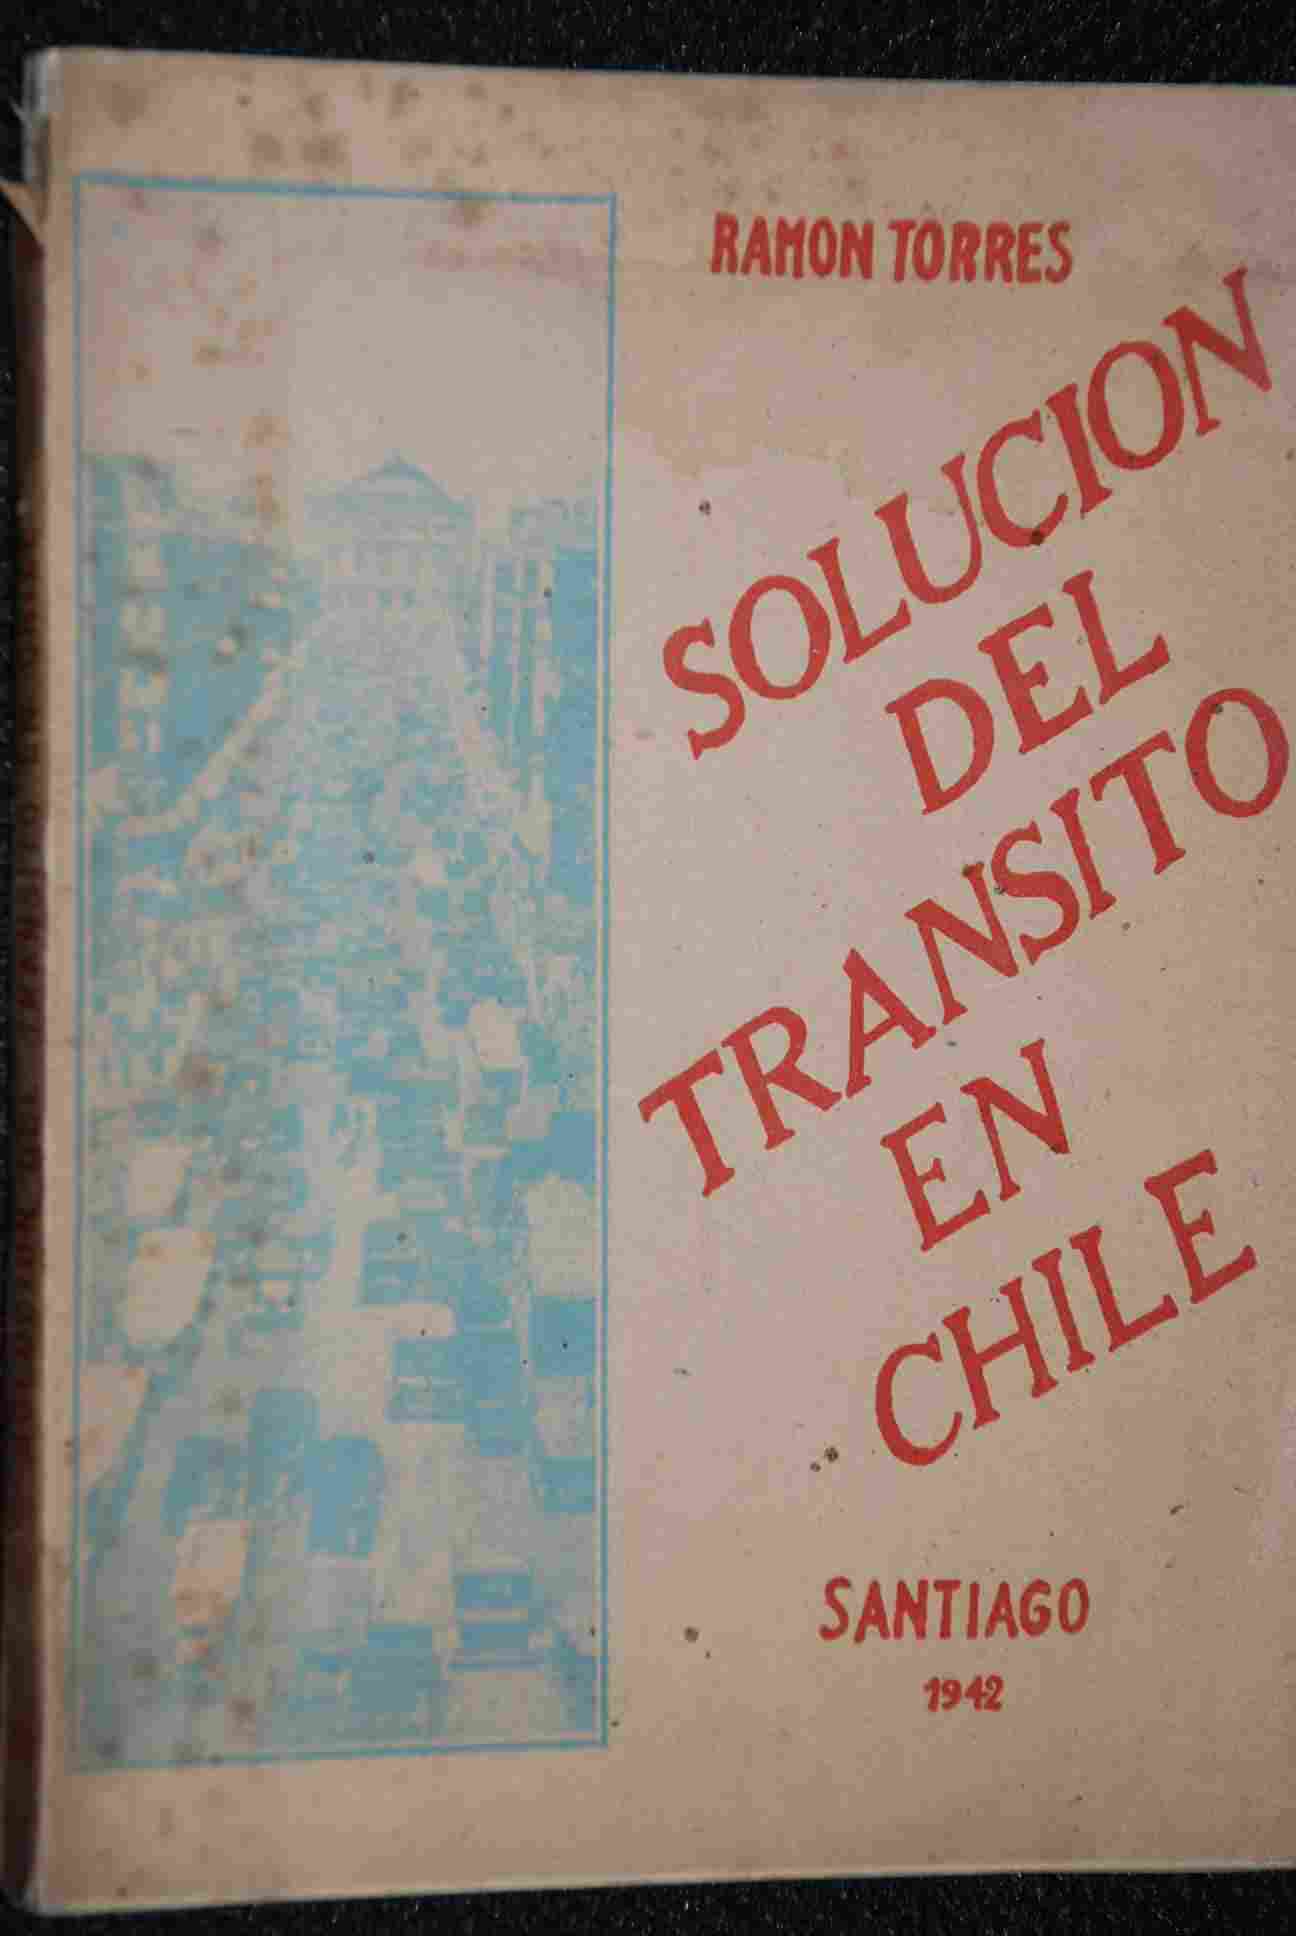 RAMON TORRES
SOLUCION
DEL
TRANSITO
EN
CHILE
SANTIAGO
1942